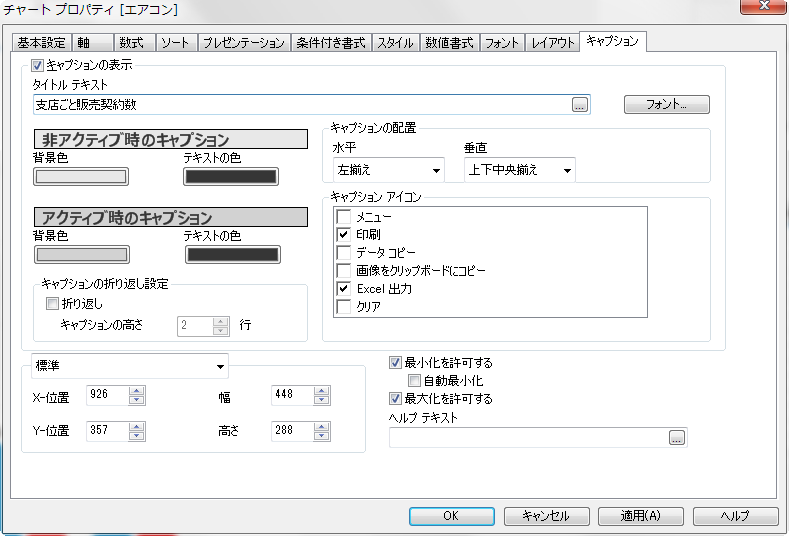 チャート プロパティ [エアコン]
基本設定 軸 数式 ソート プレゼンテーション 条件付き書式 スタイル 数値書式 フォント レイアウト キャプション
キャプションの表示
タイトル テキスト
支店ごと販売契約数 ... フォント...
非アクティブ時のキャプション
背景色 テキストの色
アクティブ時のキャプション
背景色 テキストの色
キャプションの折り返し設定
折り返し
キャプションの高さ 2 行
キャプションの配置
水平 垂直
左揃え 上下中央揃え
キャプション アイコン
メニュー
印刷
データ コピー
画像をクリップボードにコピー
Excel 出力
クリア
標準
X-位置 926 幅 448
Y-位置 357 高さ 288
最小化を許可する
自動最小化
最大化を許可する
ヘルプ テキスト
...
OK キャンセル 適用(A) ヘルプ